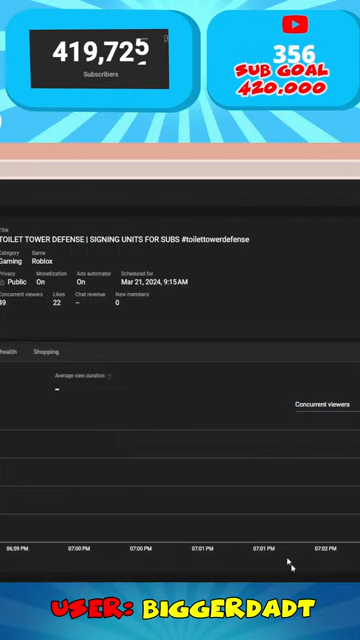 419,725
Subscribers
356
SUB GOAL
420,000
Title
TOILET TOWER DEFENSE | SIGNING UNITS FOR SUBS #toilettowerdefense
Category Game
Gaming Roblox
Privacy Monetization Ads automator Scheduled for
Public On On Mar 21, 2024, 9:15 AM
Concurrent viewers Likes Chat revenue New members
49 22 – 0
health Shopping
Average view duration
–
Concurrent viewers
06:59 PM 07:00 PM 07:00 PM 07:01 PM 07:01 PM 07:02 PM
USER: BIGGERDADT